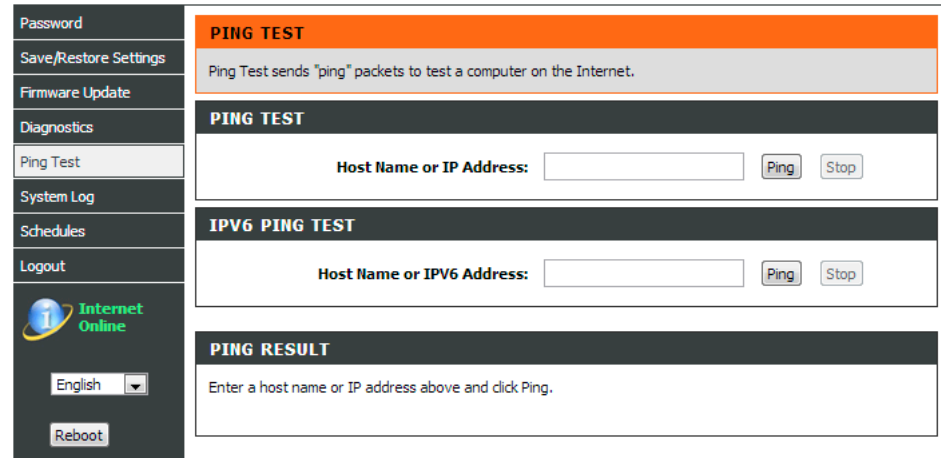 Password
Save/Restore Settings
Firmware Update
Diagnostics
Ping Test
System Log
Schedules
Logout
Internet
Online
English
Reboot
PING TEST
Ping Test sends "ping" packets to test a computer on the Internet.
PING TEST
Host Name or IP Address:
Ping
Stop
IPV6 PING TEST
Host Name or IPV6 Address:
Ping
Stop
PING RESULT
Enter a host name or IP address above and click Ping.